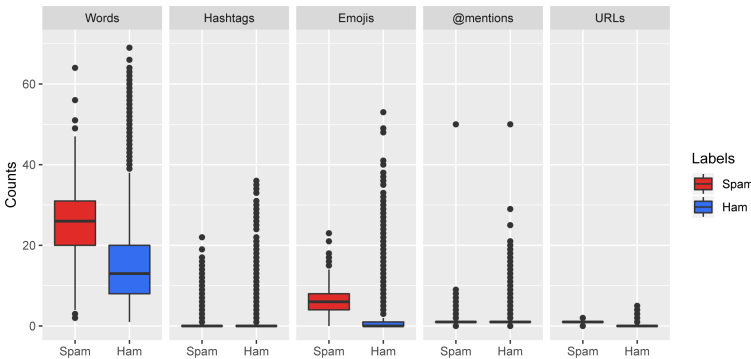 Words Hashtags Emojis @mentions URLs
60
40
20
0
Counts
Spam Ham Spam Ham Spam Ham Spam Ham Spam Ham
Labels
Spam
Ham